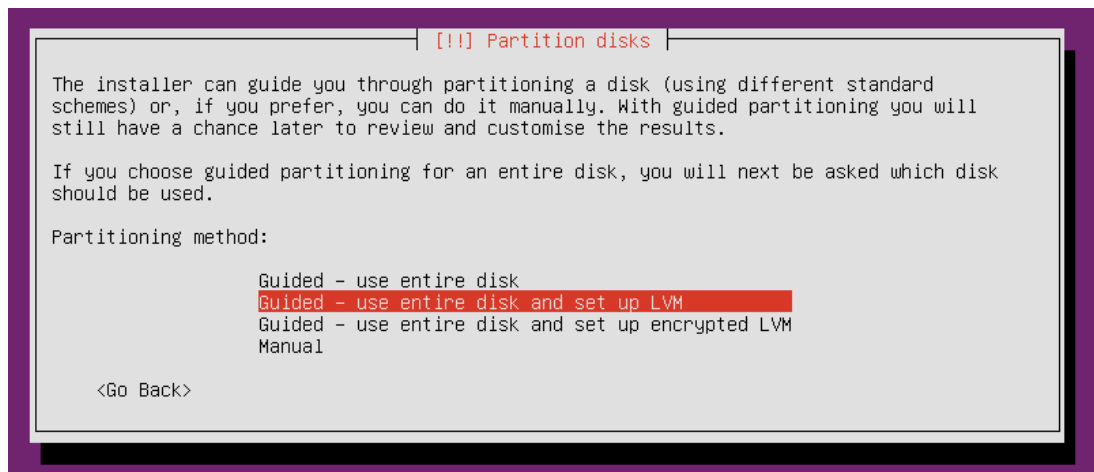 [!!] Partition disks
The installer can guide you through partitioning a disk (using different standard
schemes) or, if you prefer, you can do it manually. With guided partitioning you will
still have a chance later to review and customise the results.
If you choose guided partitioning for an entire disk, you will next be asked which disk
should be used.
Partitioning method:
Guided – use entire disk
Guided – use entire disk and set up LVM
Guided – use entire disk and set up encrypted LVM
Manual
<Go Back>